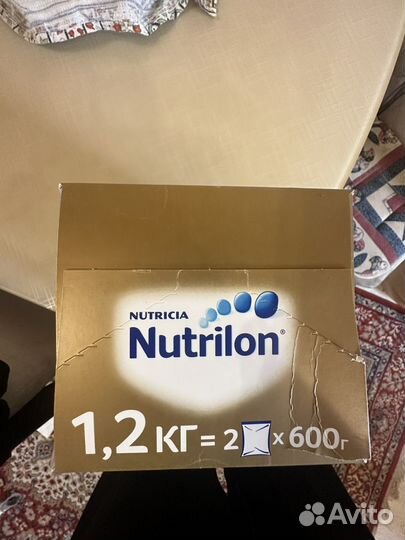 NUTRICIA
Nutrilon®
1,2 КГ = 2 x 600г
Avito